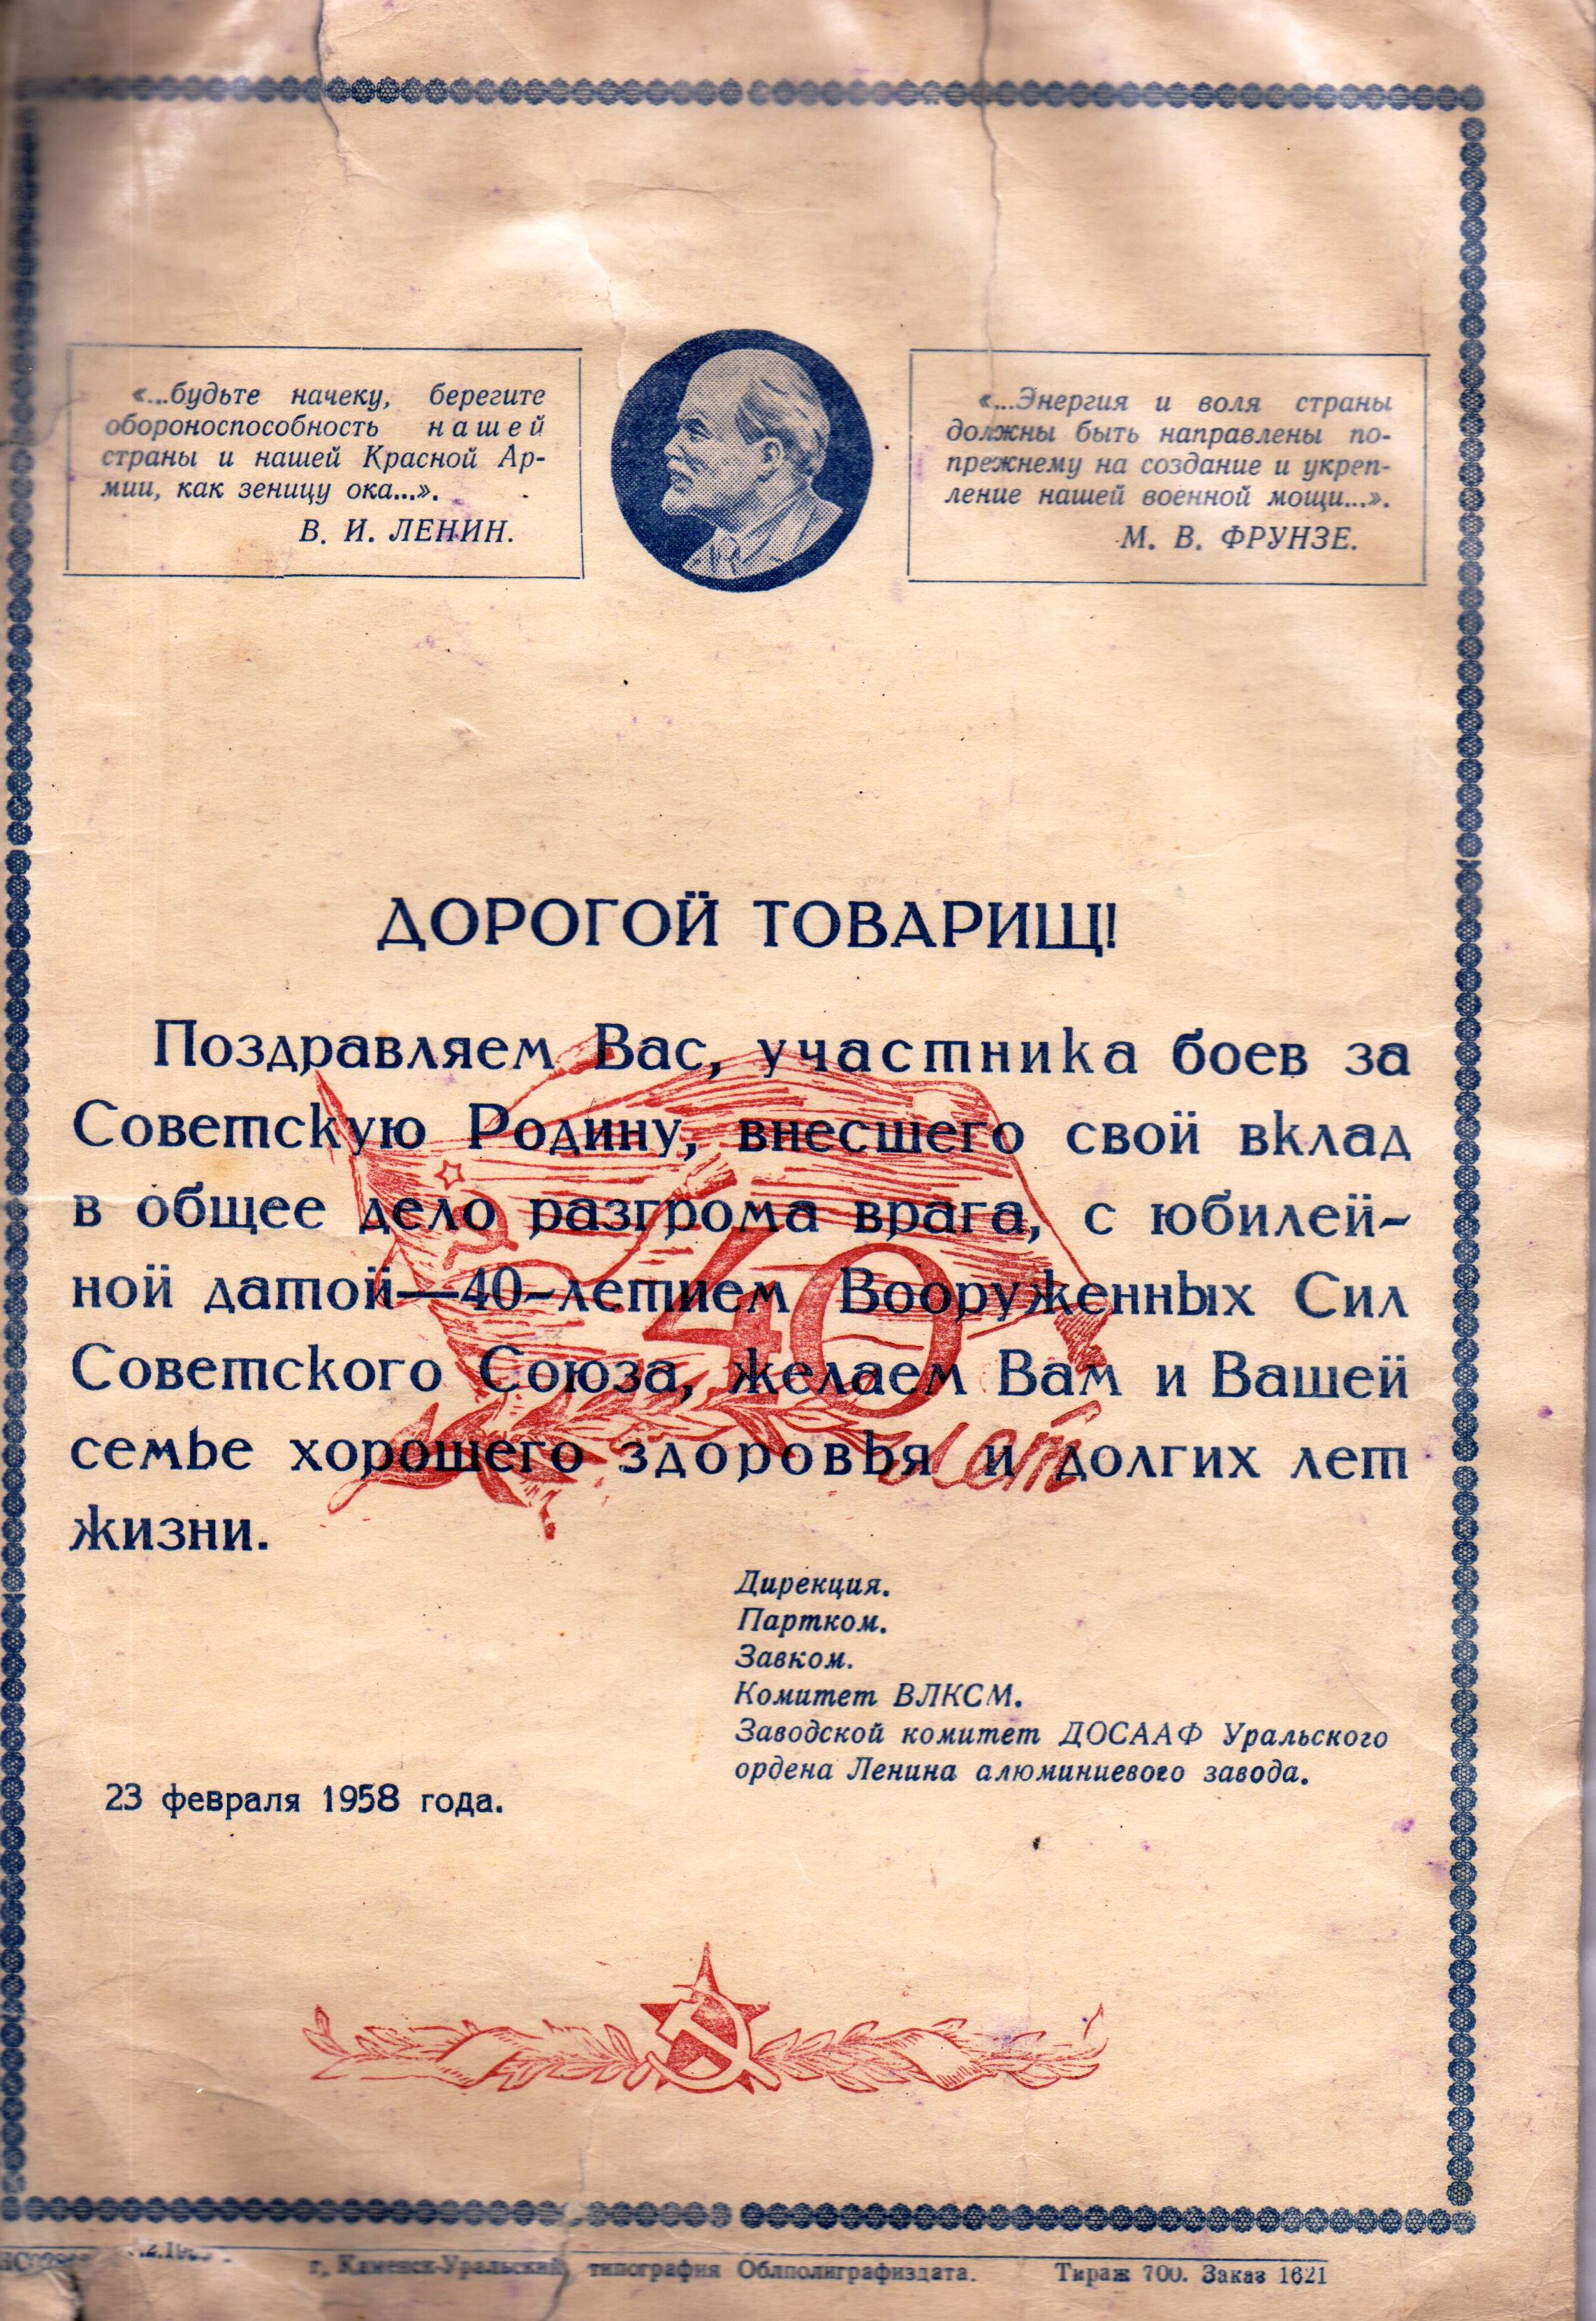 «...будьте начеку, берегите
обороноспособность нашей
страны и нашей Красной Ар-
мии, как зеницу ока...».
В. И. ЛЕНИН.
«...Энергия и воля страны
должны быть направлены по-
прежнему на создание и укреп-
ление нашей военной мощи...».
М. В. ФРУНЗЕ.
ДОРОГОЙ ТОВАРИЩ!
Поздравляем Вас, участника боев за
Советскую Родину, внесшего свой вклад
в общее дело разгрома врага, с юбилей-
ной датой—40-летием Вооруженных Сил
Советского Союза, желаем Вам и Вашей
семье хорошего здоровья и долгих лет
жизни.
40
лет
Дирекция.
Партком.
Завком.
Комитет ВЛКСМ.
Заводской комитет ДОСААФ Уральского
ордена Ленина алюминиевого завода.
23 февраля 1958 года.
г. Каменск-Уральский, типография Облполиграфиздата. Тираж 700. Заказ 1621